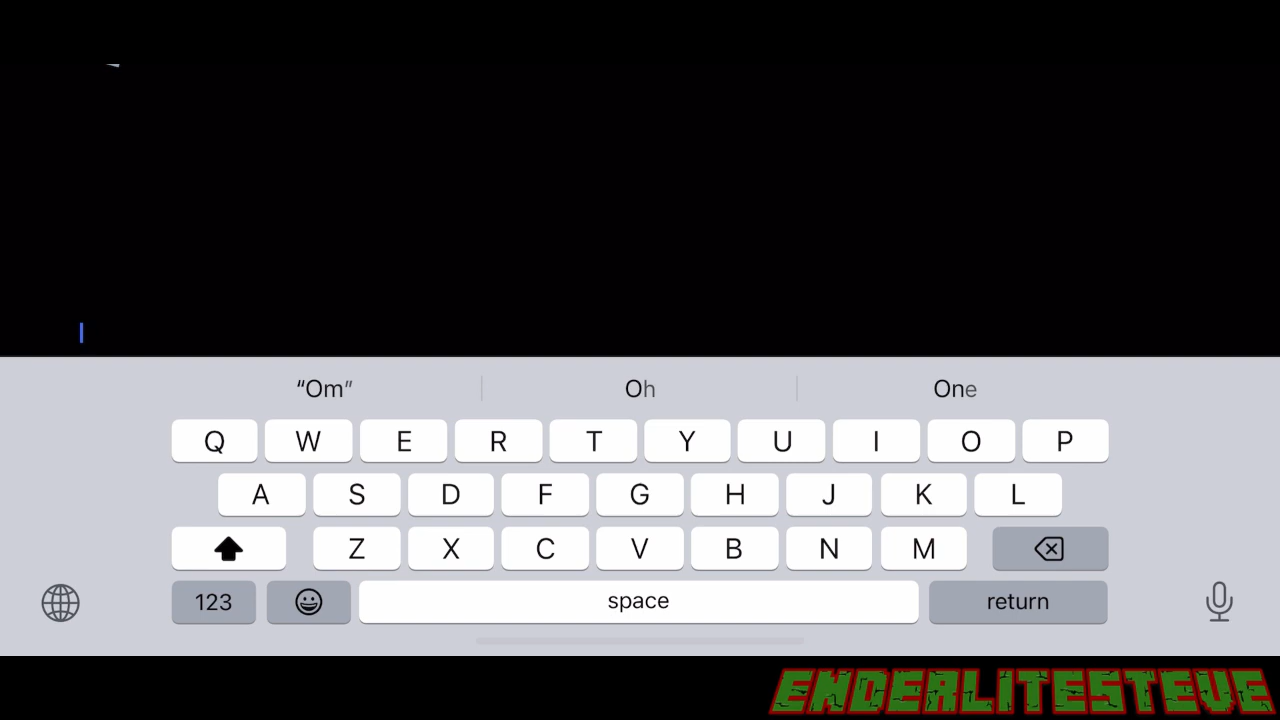 “Om” Oh One
Q W E R T Y U I O P
A S D F G H J K L
Z X C V B N M
123 space return
ENDERLITESTEVE